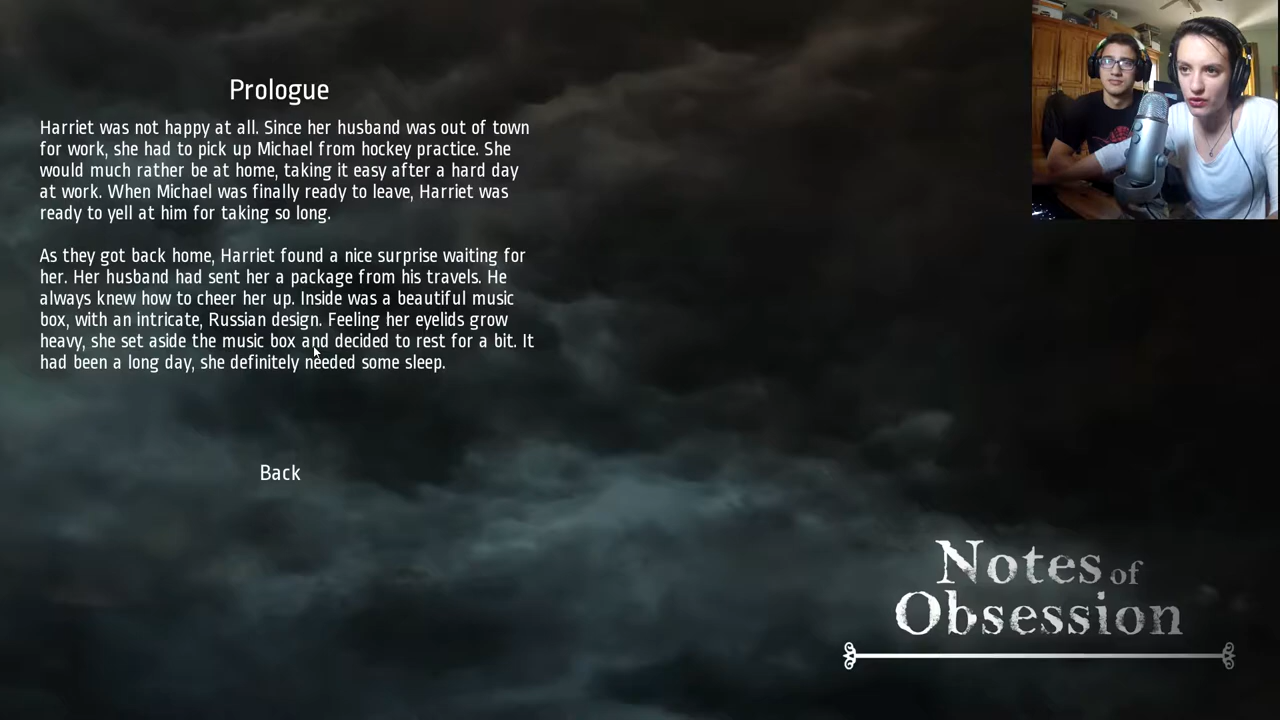 Prologue
Harriet was not happy at all. Since her husband was out of town
for work, she had to pick up Michael from hockey practice. She
would much rather be at home, taking it easy after a hard day
at work. When Michael was finally ready to leave, Harriet was
ready to yell at him for taking so long.
As they got back home, Harriet found a nice surprise waiting for
her. Her husband had sent her a package from his travels. He
always knew how to cheer her up. Inside was a beautiful music
box, with an intricate, Russian design. Feeling her eyelids grow
heavy, she set aside the music box and decided to rest for a bit. It
had been a long day, she definitely needed some sleep.
Back
Notes of
Obsession